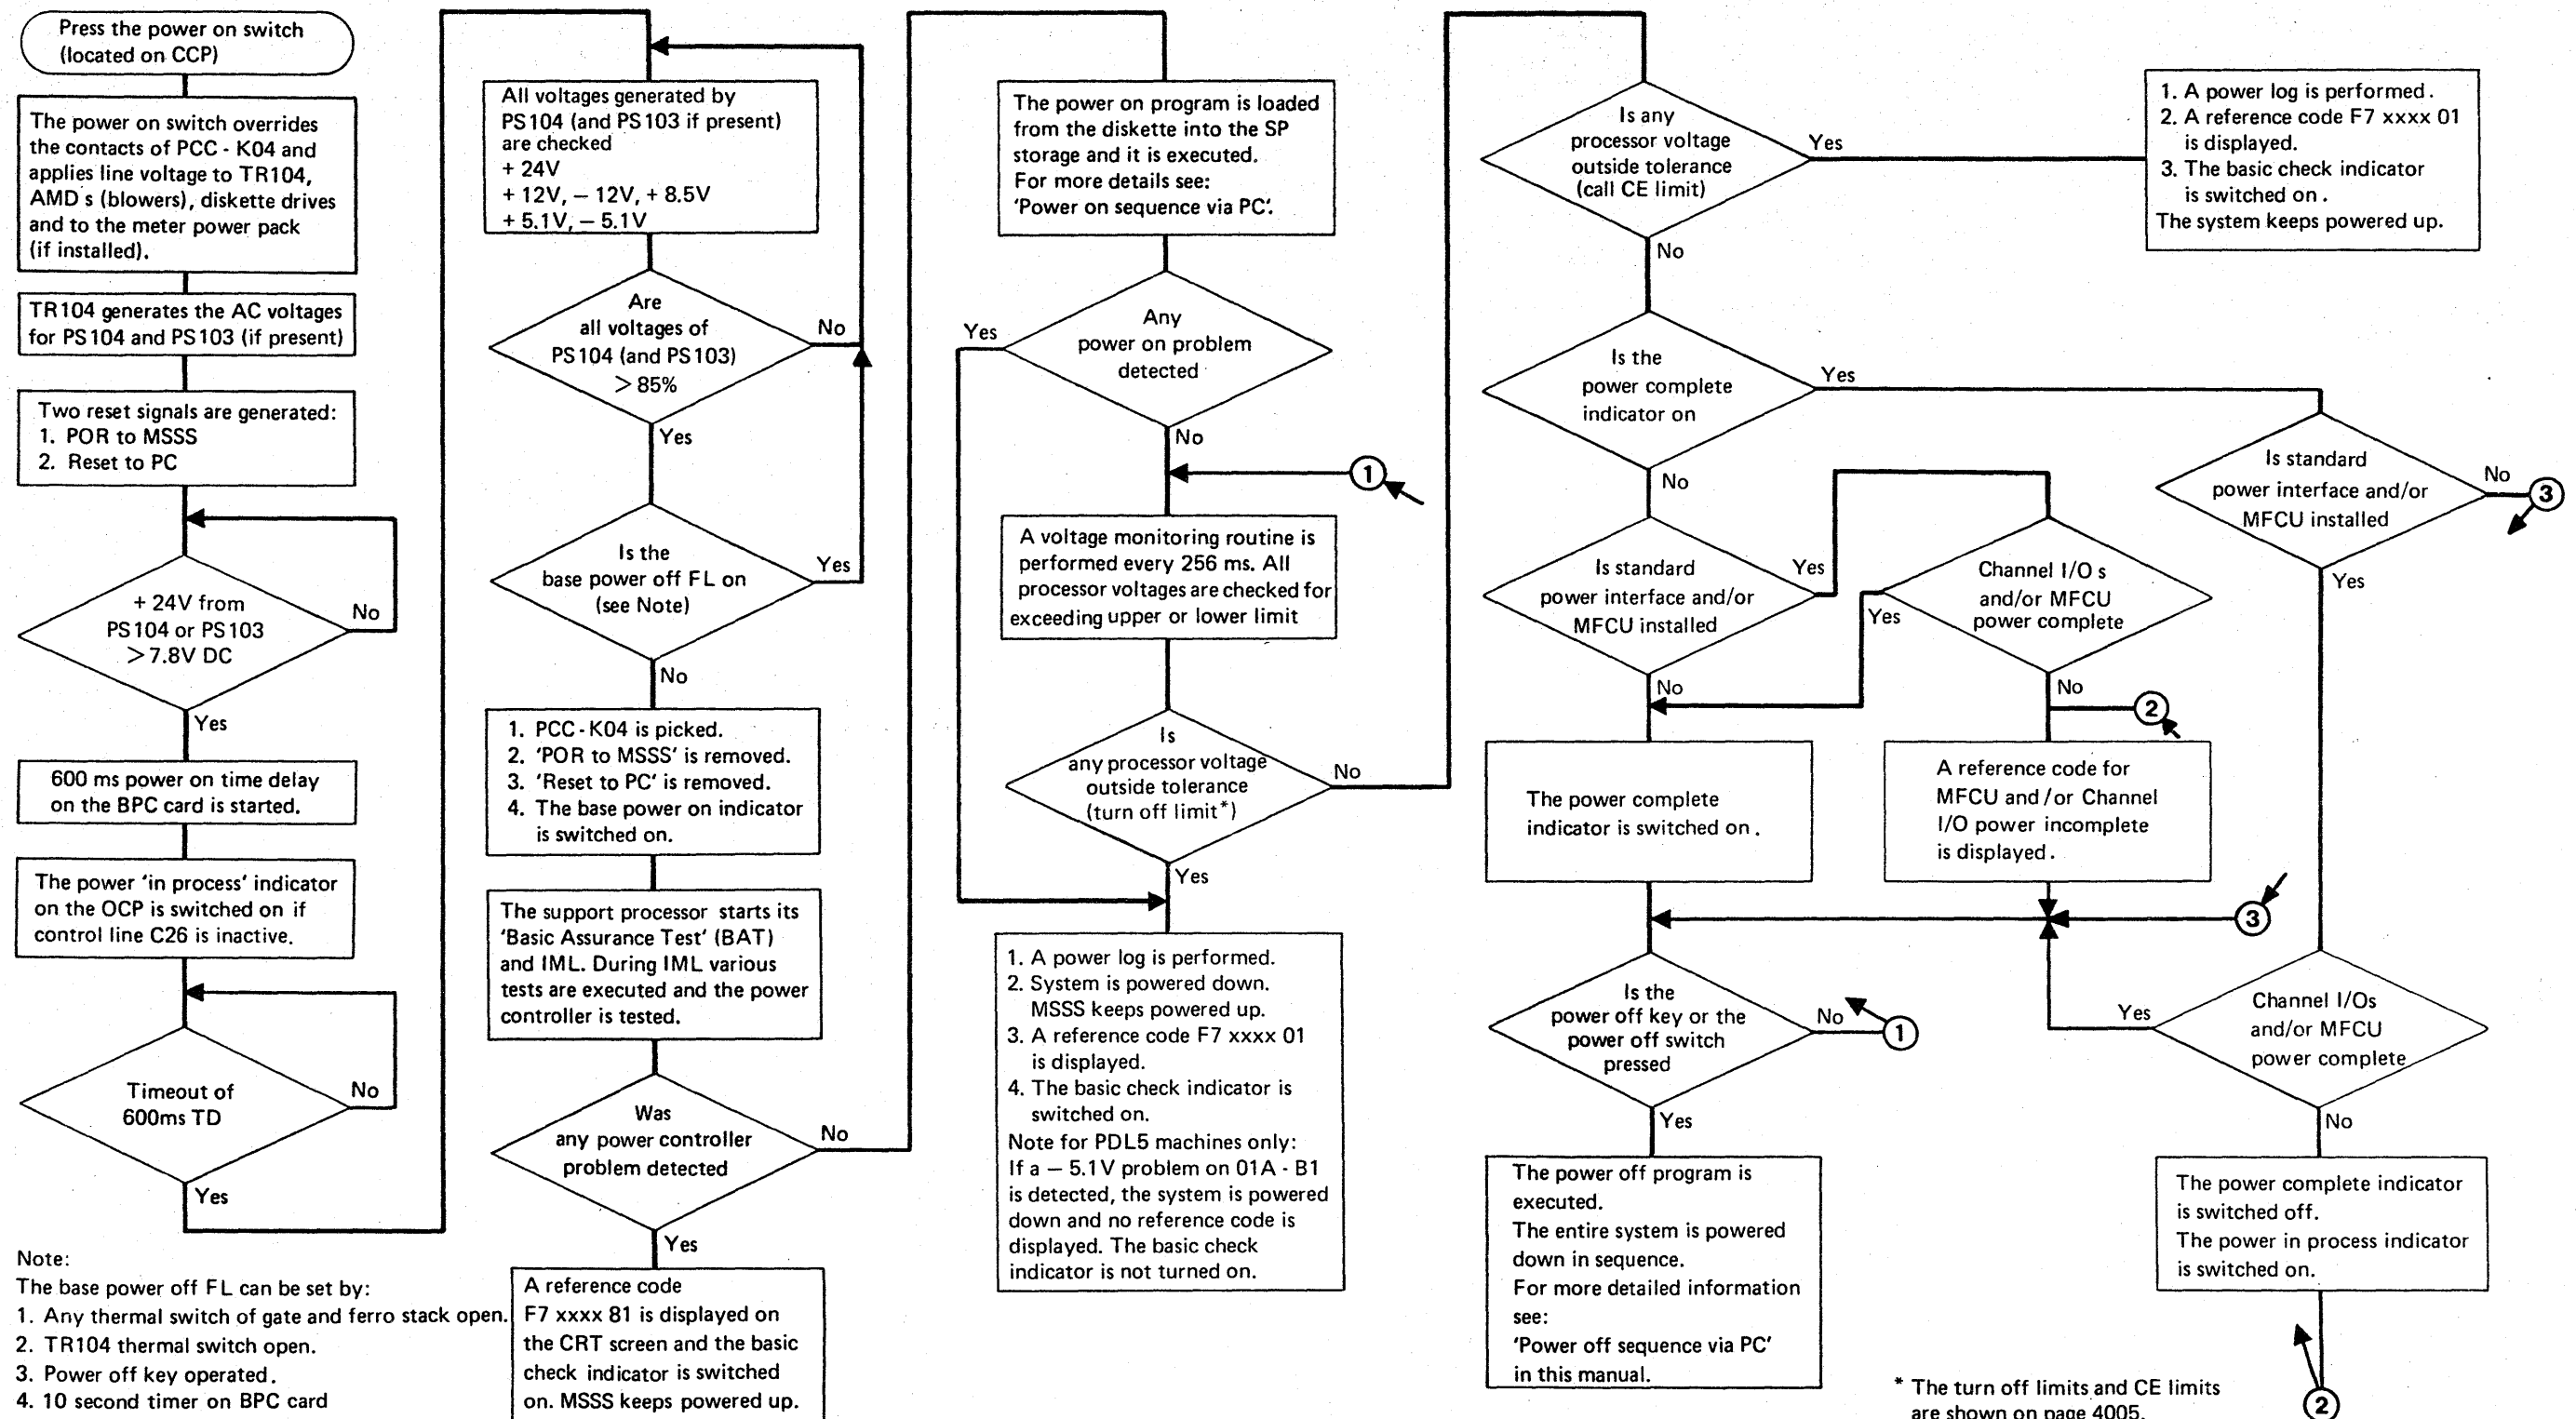 Press the power on switch
(located on CCP)
The power on switch overrides
the contacts of PCC - K04 and
applies line voltage to TR104,
AMD s (blowers), diskette drives
and to the meter power pack
(if installed).
TR104 generates the AC voltages
for PS104 and PS103 (if present)
Two reset signals are generated:
1. POR to MSSS
2. Reset to PC
+ 24V from
PS104 or PS103
> 7.8V DC
No
Yes
600 ms power on time delay
on the BPC card is started.
The power 'in process' indicator
on the OCP is switched on if
control line C26 is inactive.
Timeout of
600ms TD
No
Yes
Note:
The base power off FL can be set by:
1. Any thermal switch of gate and ferro stack open.
2. TR104 thermal switch open.
3. Power off key operated.
4. 10 second timer on BPC card
All voltages generated by
PS104 (and PS103 if present)
are checked
+ 24V
+ 12V, − 12V, + 8.5V
+ 5.1V, − 5.1V
Are
all voltages of
PS104 (and PS103)
> 85%
No
Yes
Is the
base power off FL on
(see Note)
Yes
No
1. PCC - K04 is picked.
2. 'POR to MSSS' is removed.
3. 'Reset to PC' is removed.
4. The base power on indicator
is switched on.
The support processor starts its
'Basic Assurance Test' (BAT)
and IML. During IML various
tests are executed and the power
controller is tested.
Was
any power controller
problem detected
No
Yes
A reference code
F7 xxxx 81 is displayed on
the CRT screen and the basic
check indicator is switched
on. MSSS keeps powered up.
The power on program is loaded
from the diskette into the SP
storage and it is executed.
For more details see:
'Power on sequence via PC'.
Any
power on problem
detected
Yes
No
1
A voltage monitoring routine is
performed every 256 ms. All
processor voltages are checked for
exceeding upper or lower limit
Is
any processor voltage
outside tolerance
(turn off limit*)
No
Yes
1. A power log is performed.
2. System is powered down.
MSSS keeps powered up.
3. A reference code F7 xxxx 01
is displayed.
4. The basic check indicator is
switched on.
Note for PDL5 machines only:
If a − 5.1V problem on 01A - B1
is detected, the system is powered
down and no reference code is
displayed. The basic check
indicator is not turned on.
Is any
processor voltage
outside tolerance
(call CE limit)
Yes
No
1. A power log is performed.
2. A reference code F7 xxxx 01
is displayed.
3. The basic check indicator
is switched on.
The system keeps powered up.
Is the
power complete
indicator on
Yes
No
Is standard
power interface and/or
MFCU installed
No
3
Yes
Is standard
power interface and/or
MFCU installed
Yes
No
Channel I/O s
and/or MFCU
power complete
Yes
No
2
The power complete
indicator is switched on.
A reference code for
MFCU and /or Channel
I/O power incomplete
is displayed.
3
Is the
power off key or the
power off switch
pressed
No
1
Yes
The power off program is
executed.
The entire system is powered
down in sequence.
For more detailed information
see:
'Power off sequence via PC'
in this manual.
Channel I/Os
and/or MFCU
power complete
Yes
No
The power complete indicator
is switched off.
The power in process indicator
is switched on.
2
* The turn off limits and CE limits
are shown on page 4005.